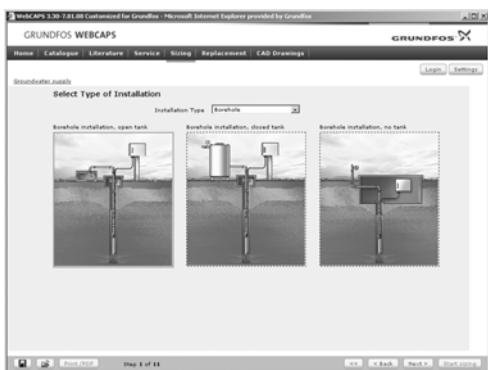 WebCAPS 3.30-7.01.08 Customized for Grundfos - Microsoft Internet Explorer provided by Grundfos
GRUNDFOS WEBCAPS
GRUNDFOS
Home Catalogue Literature Service Sizing Replacement CAD Drawings
Login Settings
Groundwater supply
Select Type of Installation
Installation Type Borehole
Borehole installation, open tank Borehole installation, closed tank Borehole installation, no tank
Print/PDF Step 1 of 11 << < Back Next > Start sizing